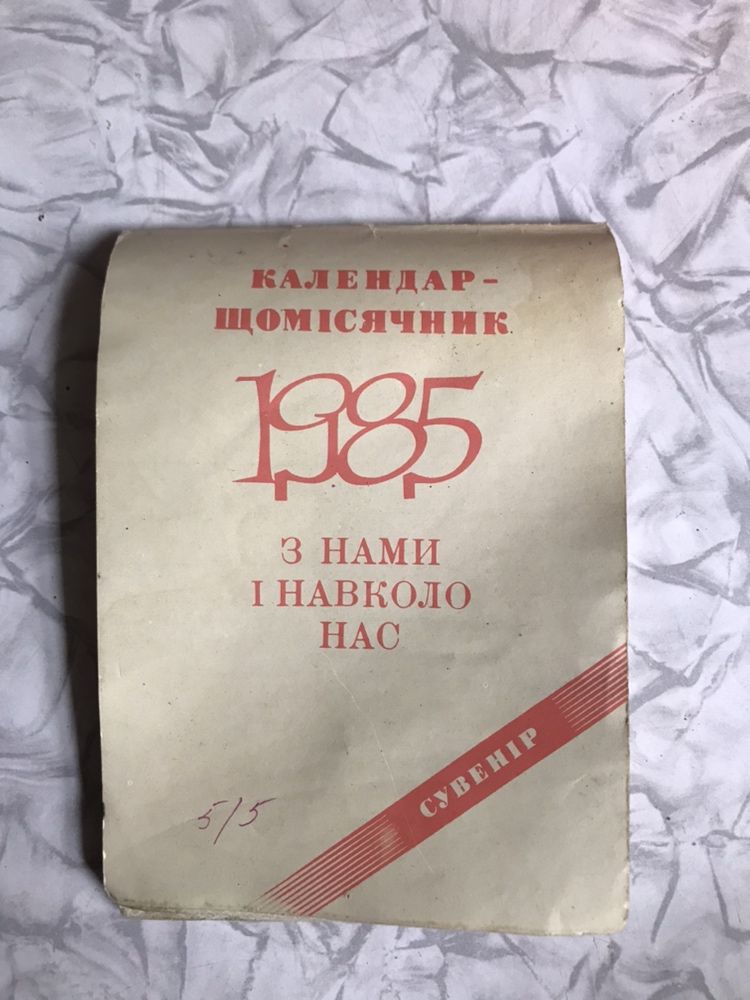 КАЛЕНДАР-
ЩОМІСЯЧНИК
1985
З НАМИ
І НАВКОЛО
НАС
СУВЕНІР
5/5